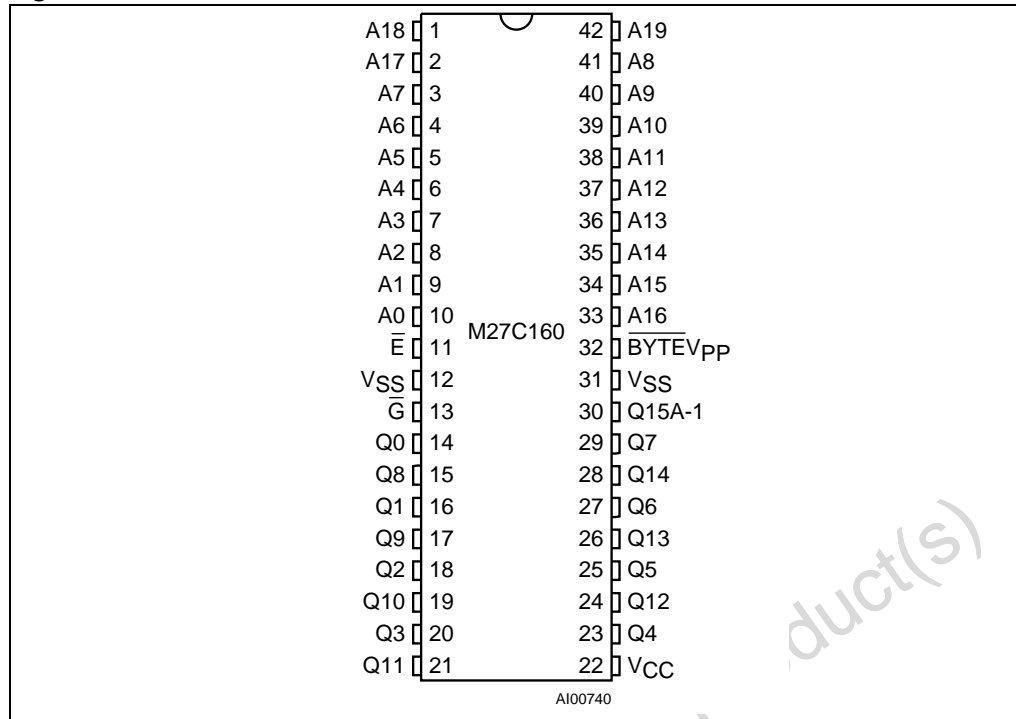 A18 1 42 A19
A17 2 41 A8
A7 3 40 A9
A6 4 39 A10
A5 5 38 A11
A4 6 37 A12
A3 7 36 A13
A2 8 35 A14
A1 9 34 A15
A0 10 33 A16
M27C160
E̅ 11 32 B̅Y̅T̅E̅VPP
VSS 12 31 VSS
G̅ 13 30 Q15A-1
Q0 14 29 Q7
Q8 15 28 Q14
Q1 16 27 Q6
Q9 17 26 Q13
Q2 18 25 Q5
Q10 19 24 Q12
Q3 20 23 Q4
Q11 21 22 VCC
AI00740
duct(s)